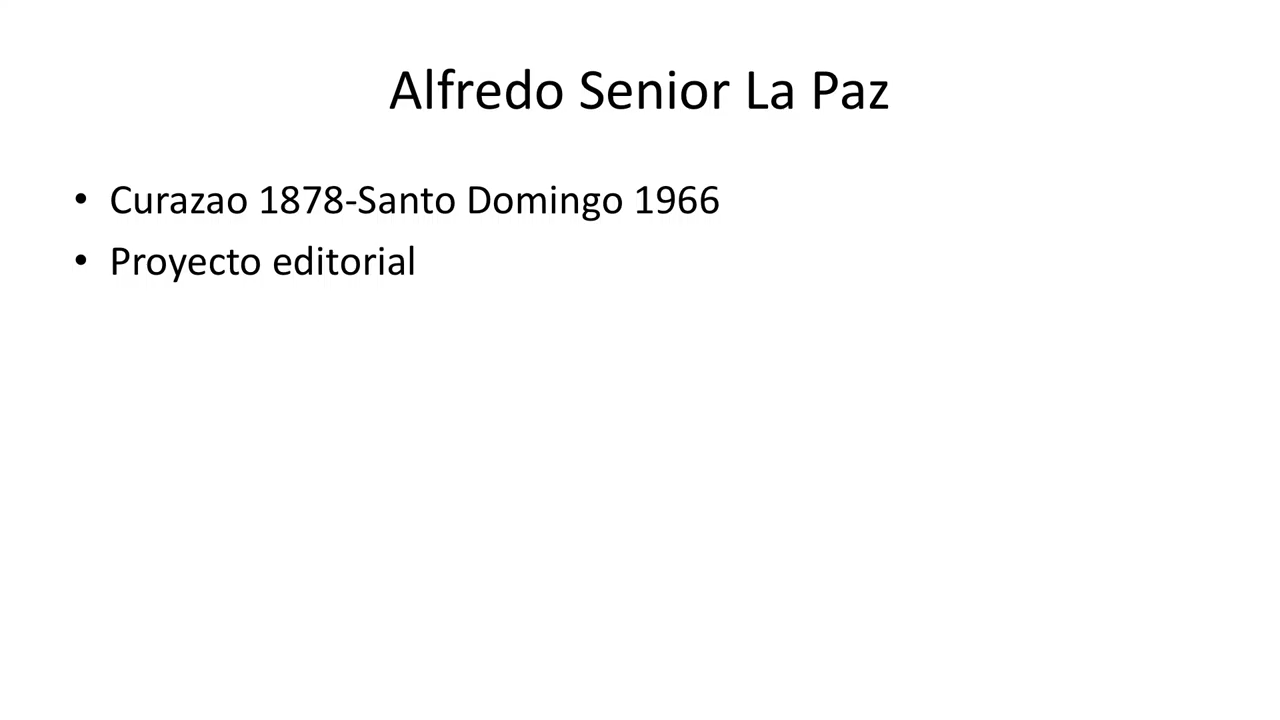 Alfredo Senior La Paz
• Curazao 1878-Santo Domingo 1966
• Proyecto editorial